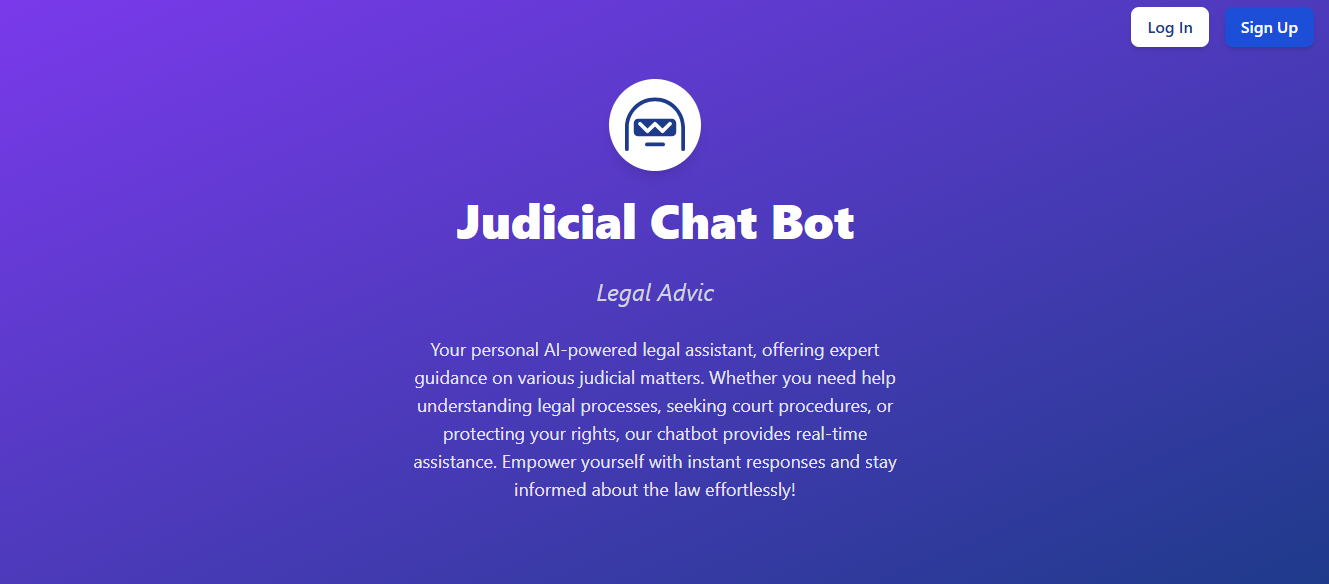 Log In
Sign Up
Judicial Chat Bot
Legal Advic
Your personal AI-powered legal assistant, offering expert
guidance on various judicial matters. Whether you need help
understanding legal processes, seeking court procedures, or
protecting your rights, our chatbot provides real-time
assistance. Empower yourself with instant responses and stay
informed about the law effortlessly!